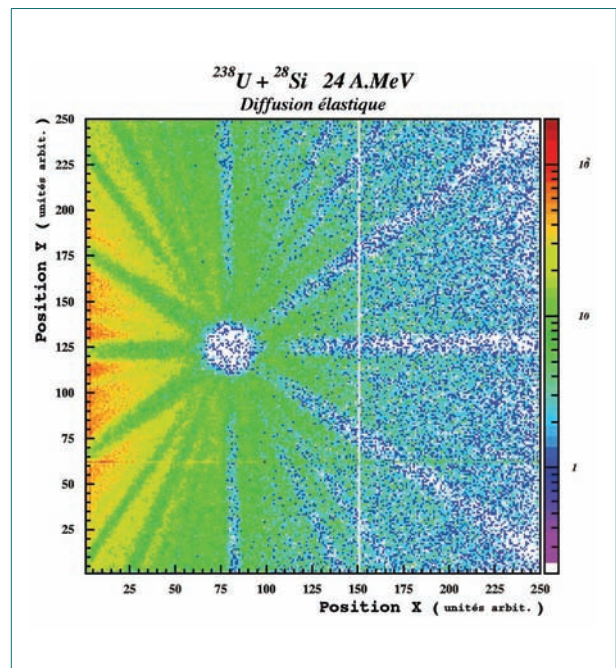 238U + 28Si 24 A.MeV
Diffusion élastique
Position Y (unités arbit.)
250
225
200
175
150
125
100
75
50
25
25 50 75 100 125 150 175 200 225 250
Position X (unités arbit.)
10²
10
1